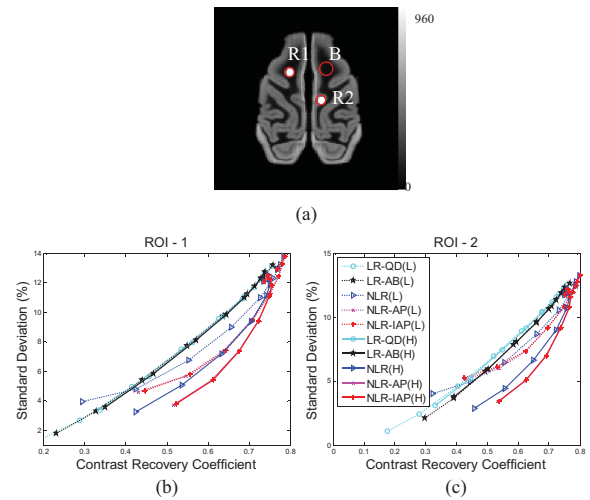 960
R1
B
R2
0
(a)
ROI - 1
Standard Deviation (%)
14
12
10
8
6
4
2
0.2
0.3
0.4
0.5
0.6
0.7
0.8
Contrast Recovery Coefficient
(b)
ROI - 2
Standard Deviation (%)
15
10
5
0
0
0.1
0.2
0.3
0.4
0.5
0.6
0.7
0.8
LR-QD(L)
LR-AB(L)
NLR(L)
NLR-AP(L)
NLR-IAP(L)
LR-QD(H)
LR-AB(H)
NLR(H)
NLR-AP(H)
NLR-IAP(H)
Contrast Recovery Coefficient
(c)